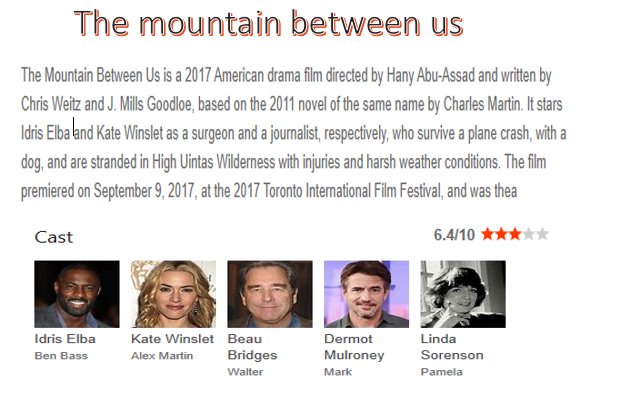 The mountain between us
The Mountain Between Us is a 2017 American drama film directed by Hany Abu-Assad and written by
Chris Weitz and J. Mills Goodloe, based on the 2011 novel of the same name by Charles Martin. It stars
Idris Elba and Kate Winslet as a surgeon and a journalist, respectively, who survive a plane crash, with a
dog, and are stranded in High Uintas Wilderness with injuries and harsh weather conditions. The film
premiered on September 9, 2017, at the 2017 Toronto International Film Festival, and was thea
Cast
6.4/10
Idris Elba
Ben Bass
Kate Winslet
Alex Martin
Beau
Bridges
Walter
Dermot
Mulroney
Mark
Linda
Sorenson
Pamela